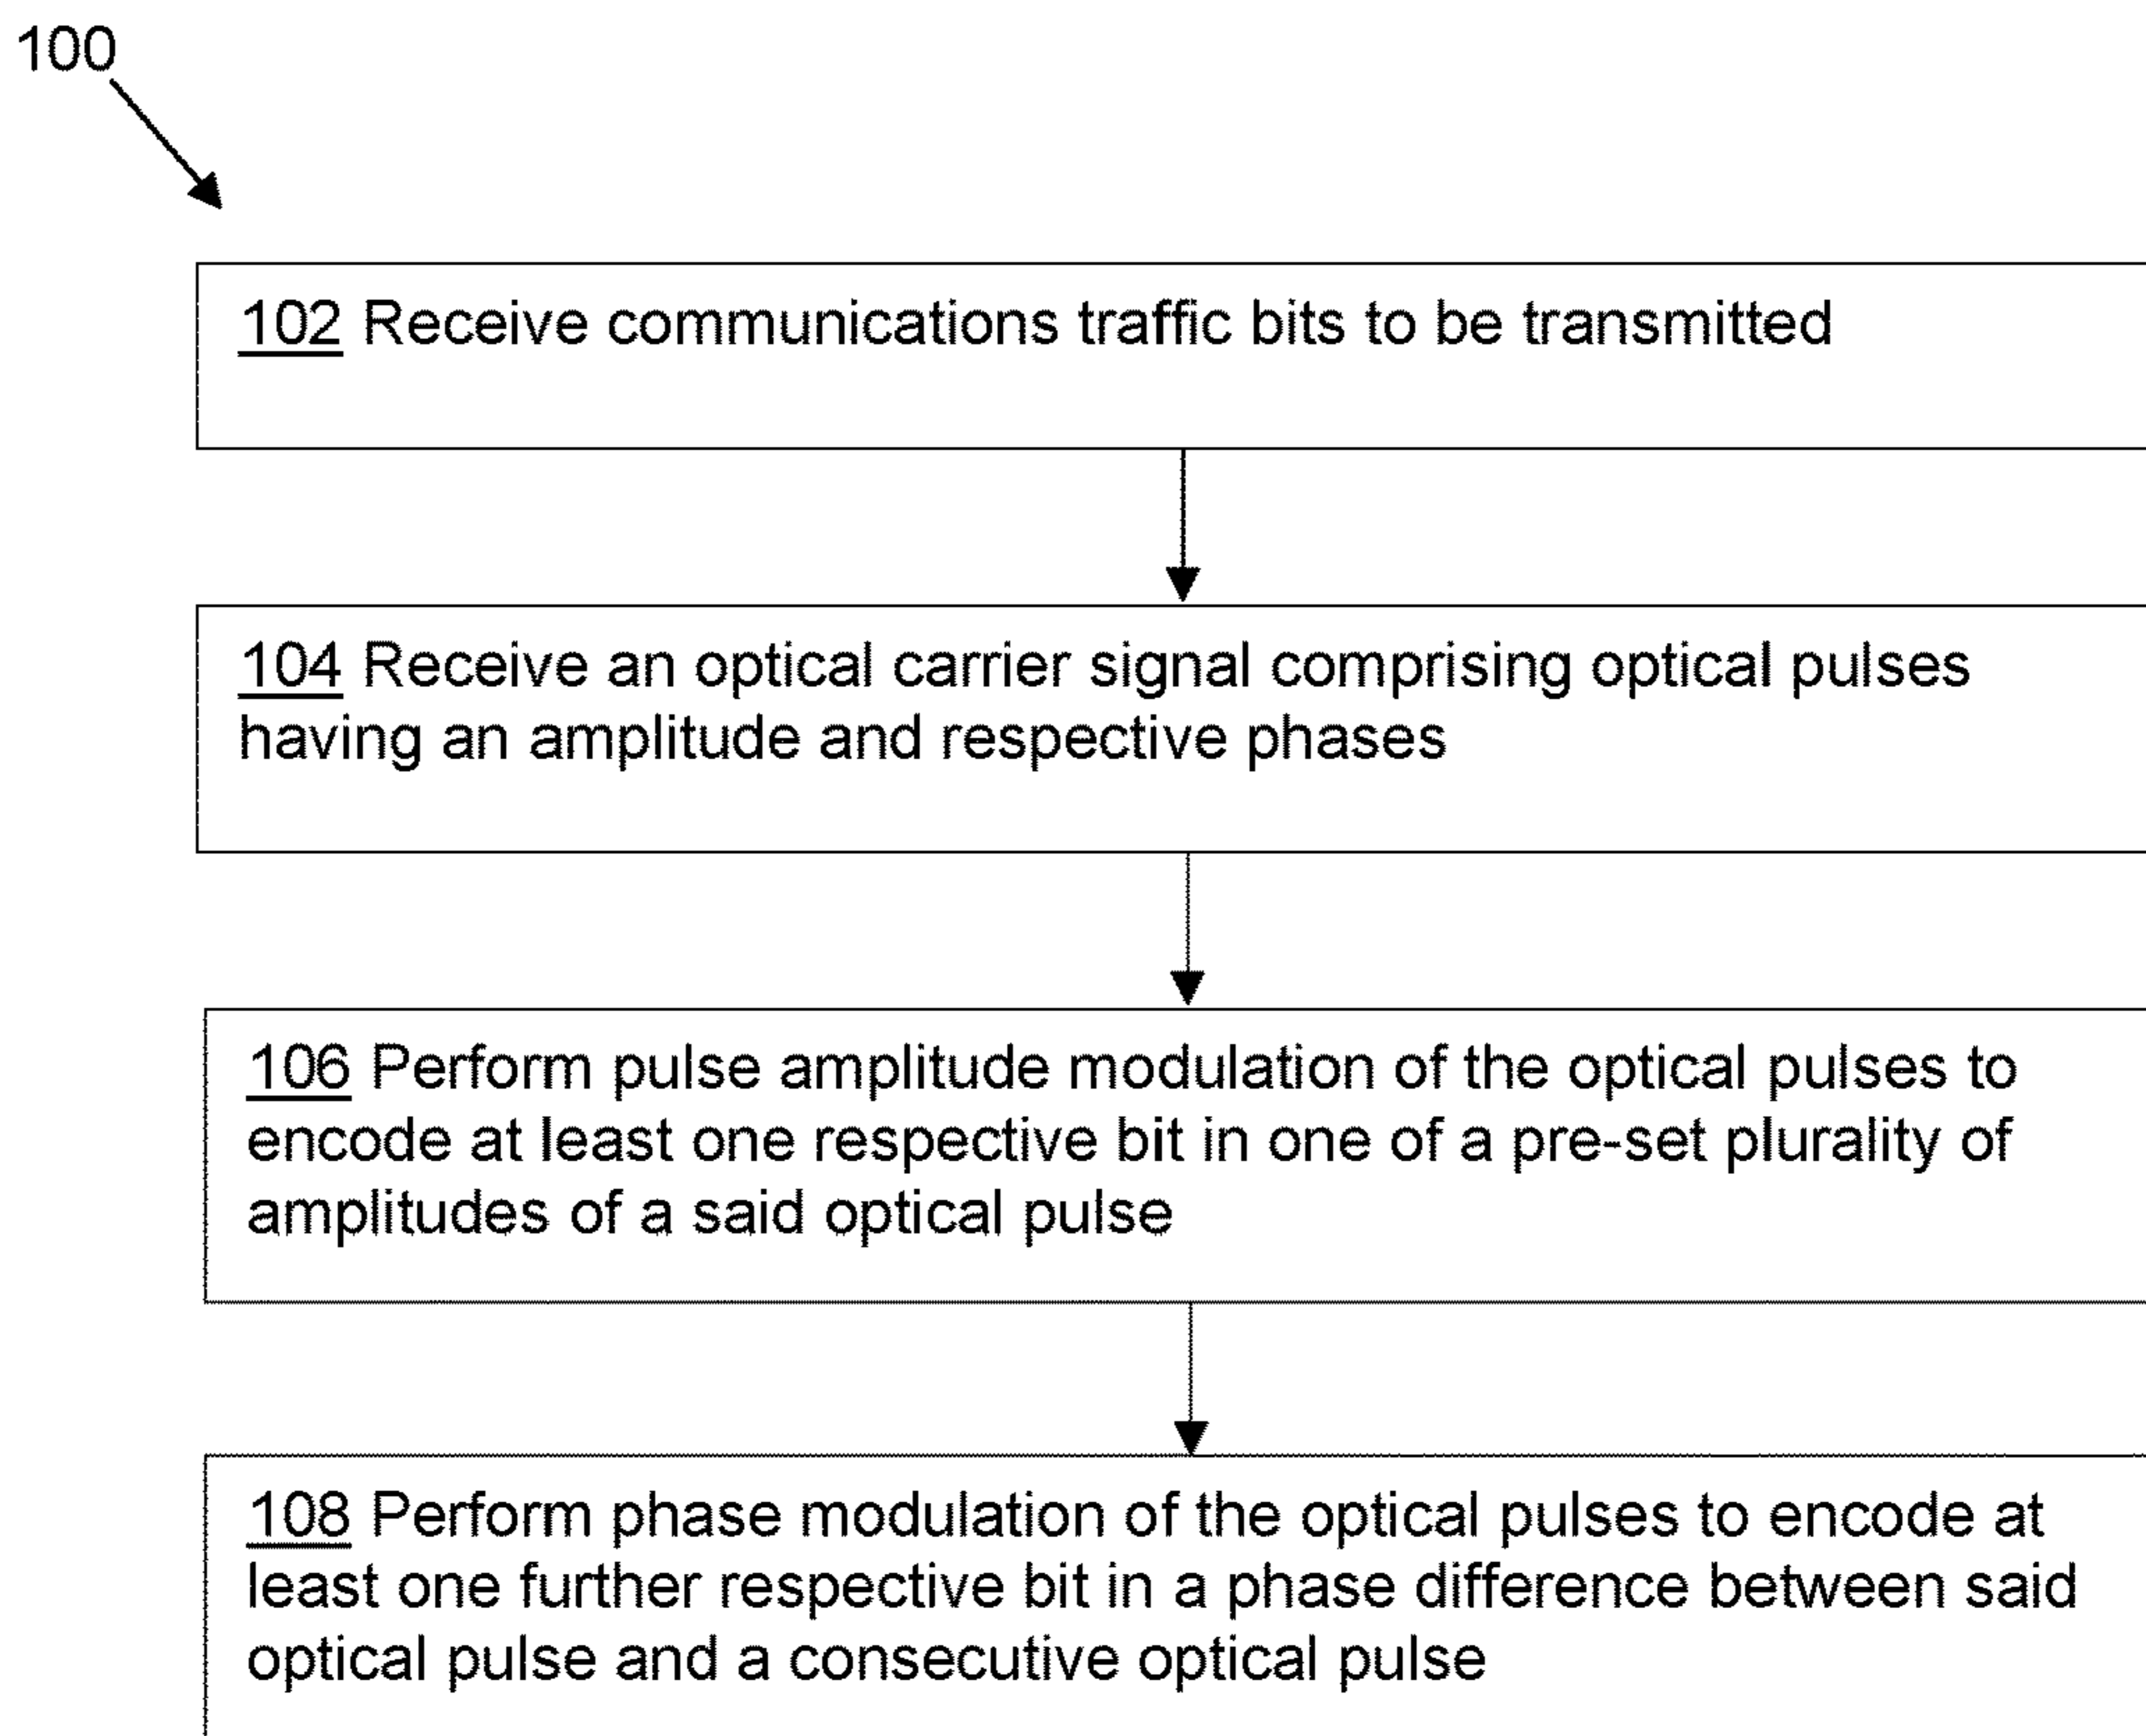 100
102 Receive communications traffic bits to be transmitted
104 Receive an optical carrier signal comprising optical pulses
having an amplitude and respective phases
106 Perform pulse amplitude modulation of the optical pulses to
encode at least one respective bit in one of a pre-set plurality of
amplitudes of a said optical pulse
108 Perform phase modulation of the optical pulses to encode at
least one further respective bit in a phase difference between said
optical pulse and a consecutive optical pulse